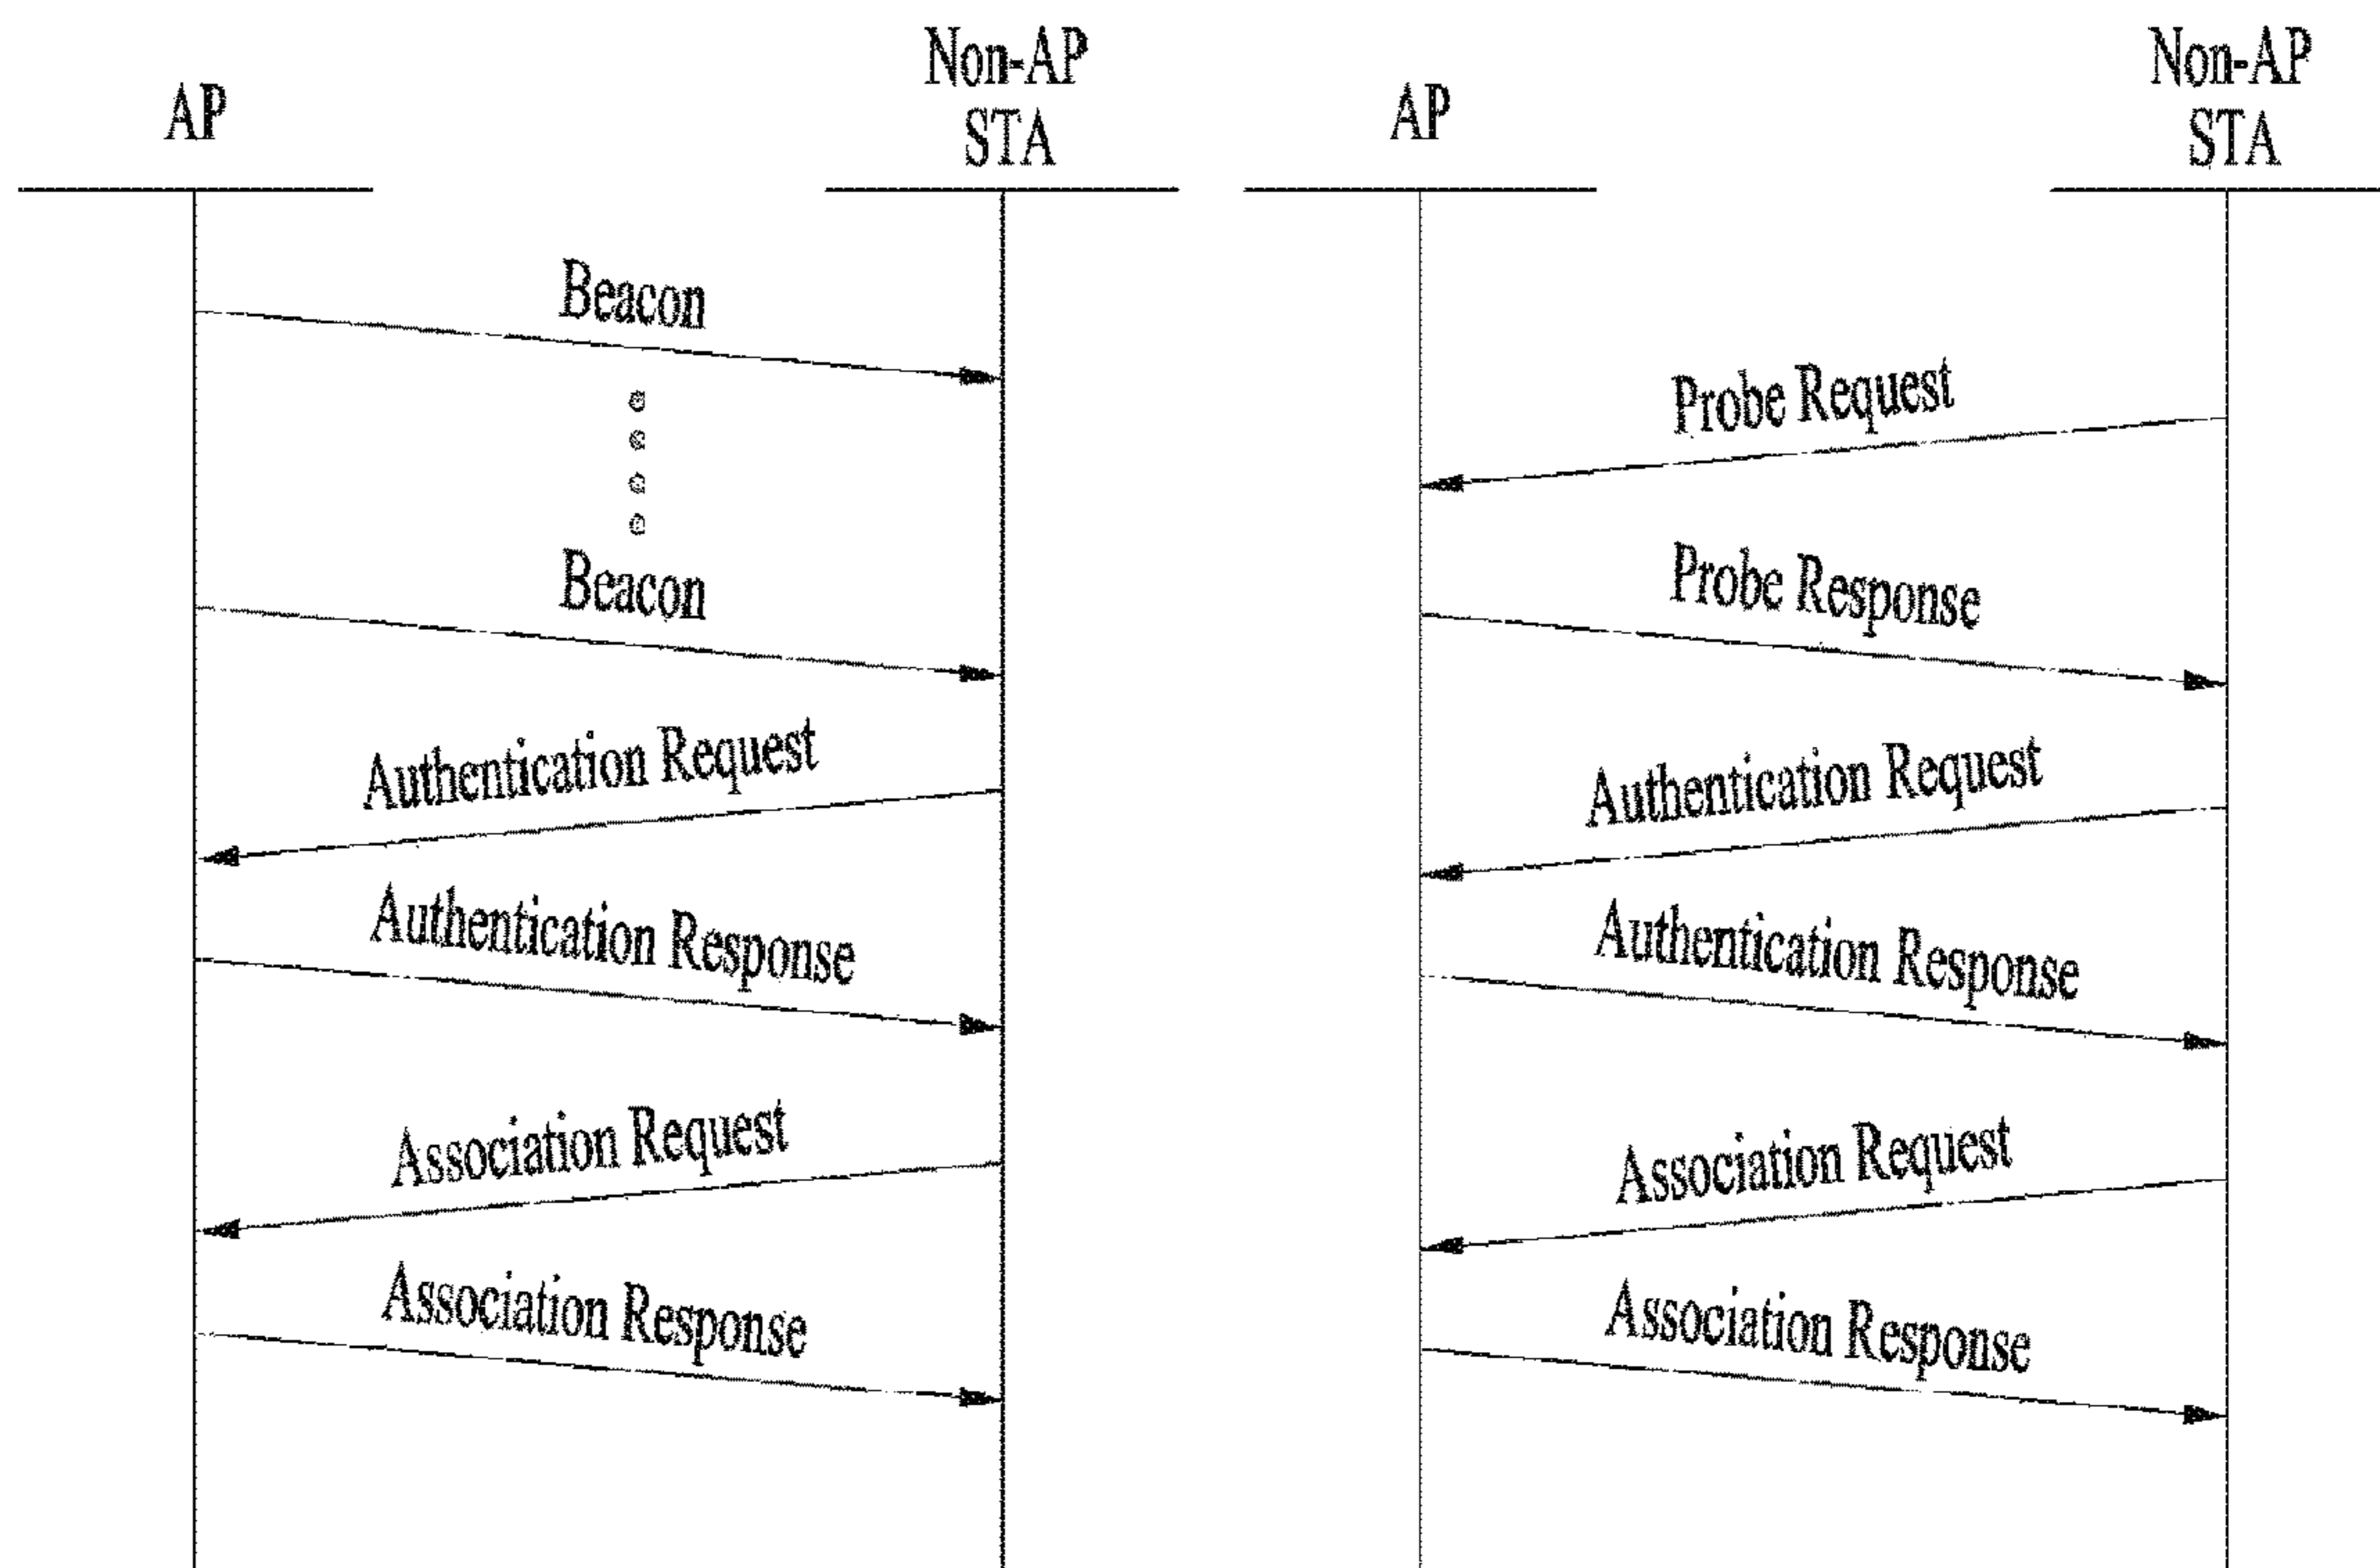 AP
Non-AP
STA
Beacon
Beacon
Authentication Request
Authentication Response
Association Request
Association Response
AP
Non-AP
STA
Probe Request
Probe Response
Authentication Request
Authentication Response
Association Request
Association Response